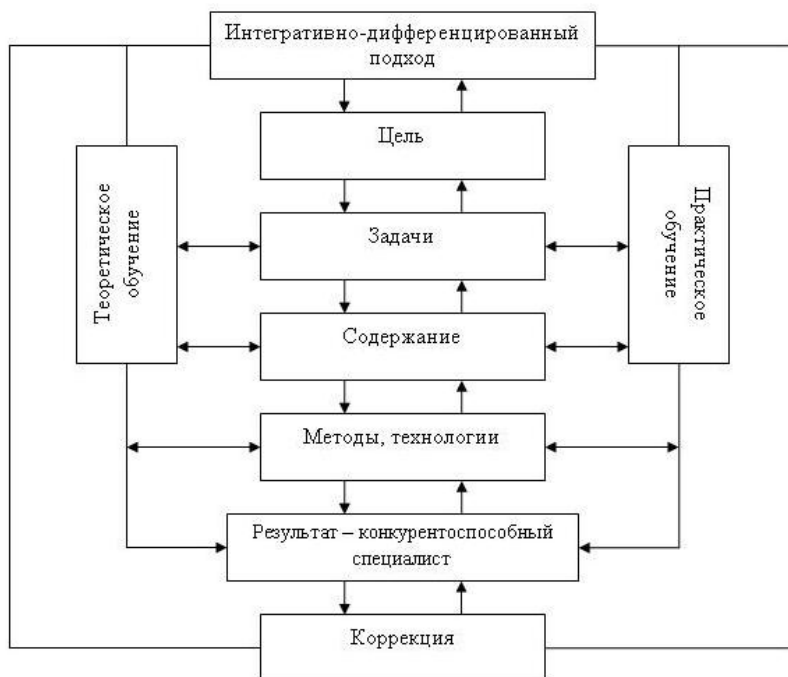 Интегративно-дифференцированный
подход
Цель
Теоретическое
обучение
Задачи
Практическое
обучение
Содержание
Методы, технологии
Результат – конкурентоспособный
специалист
Коррекция